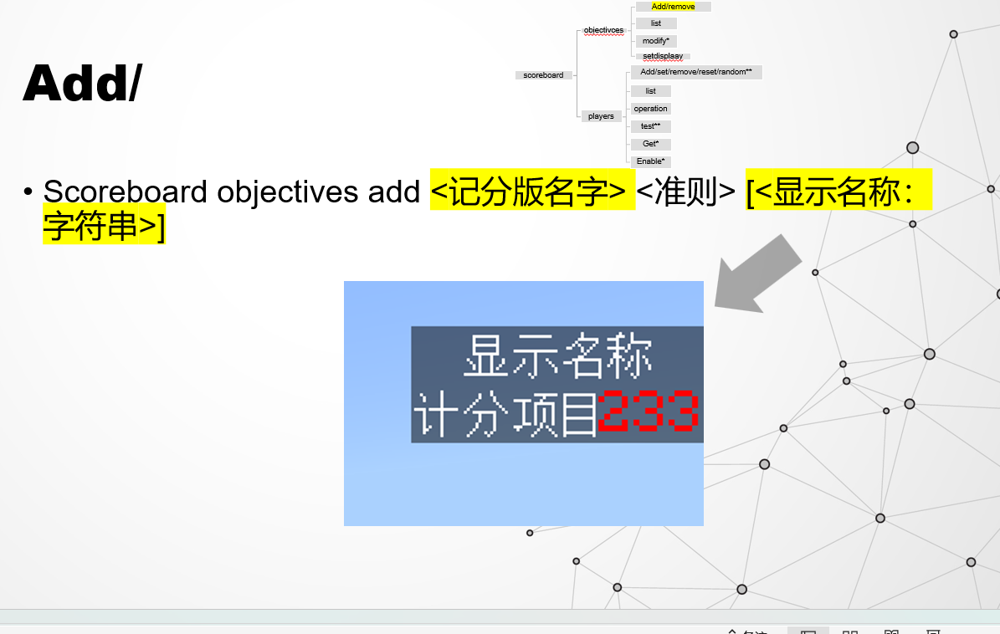 Add/remove
list
objectivoes
modify*
setdisplaay
scoreboard
Add/set/remove/reset/random**
list
operation
players
test**
Get*
Enable*
Add/
• Scoreboard objectives add <记分版名字> <准则> [<显示名称：
字符串>]
显示名称
计分项目233